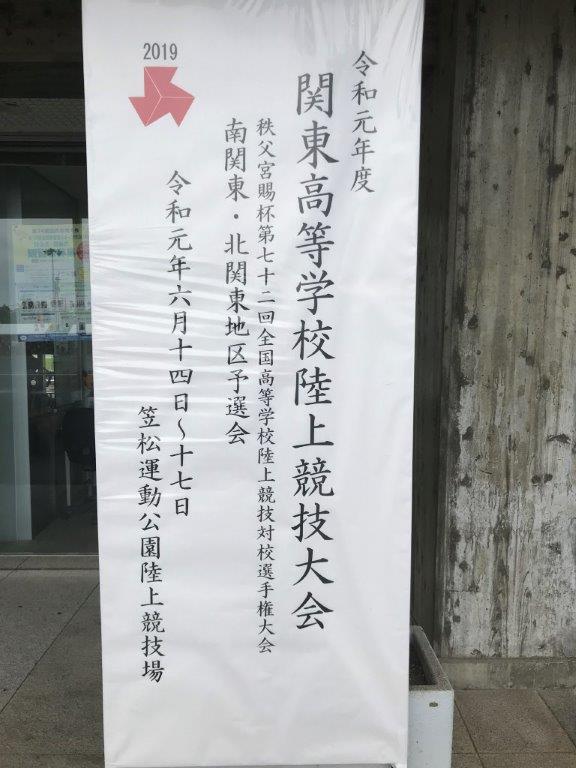 令和元年度
関東高等学校陸上競技大会
秩父宮賜杯第七十二回全国高等学校陸上競技対校選手権大会
南関東・北関東地区予選会
令和元年六月十四日～十七日
笠松運動公園陸上競技場
2019